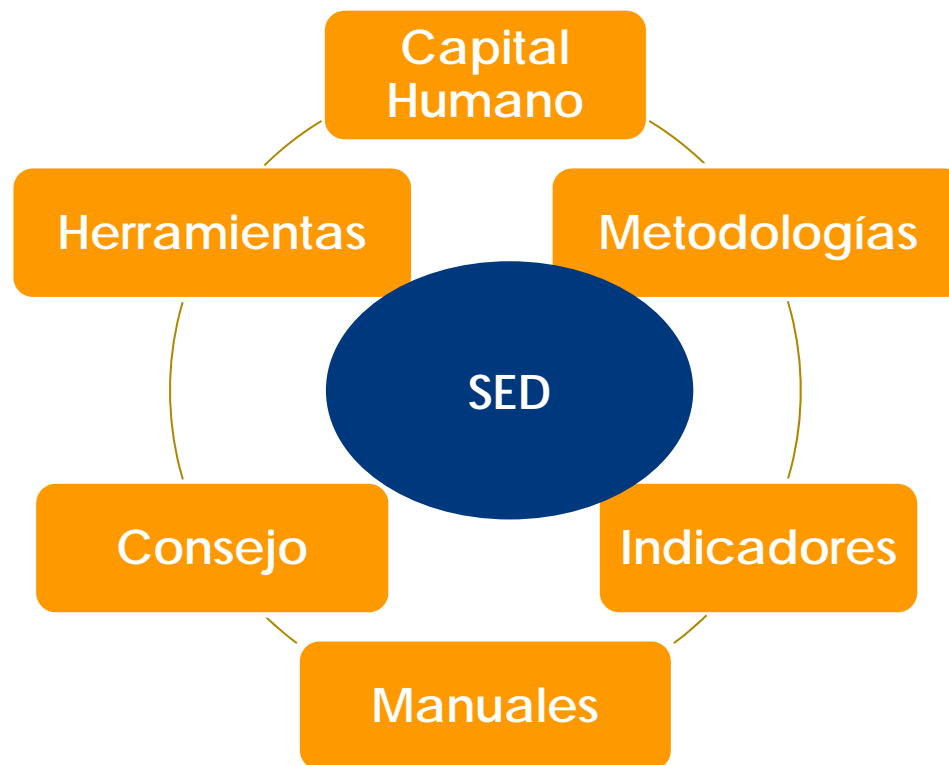 Capital
Humano
Herramientas
Metodologías
SED
Consejo
Indicadores
Manuales